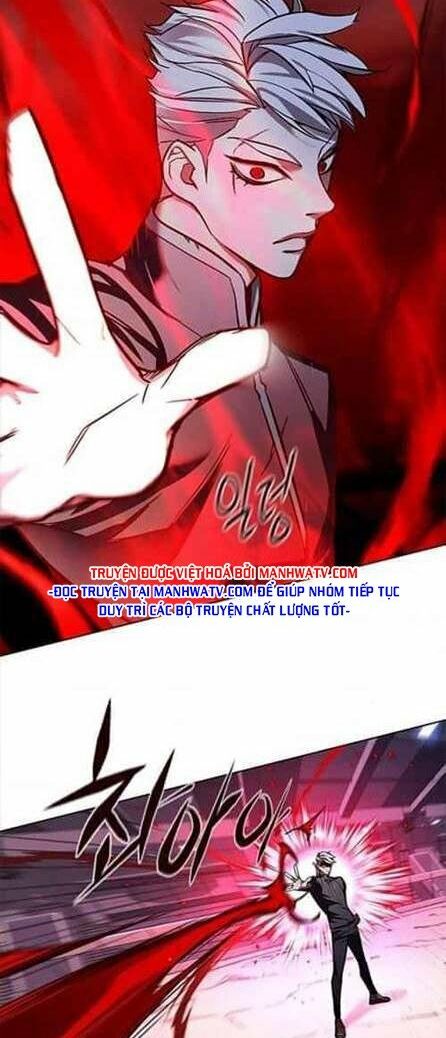 일렁
TRUYỆN ĐƯỢC VIỆT HOÁ BỞI MANHWATV.COM
-ĐỌC TRUYỆN TẠI MANHWATV.COM ĐỂ GIÚP NHÓM TIẾP TỤC
DUY TRÌ CÁC BỘ TRUYỆN CHẤT LƯỢNG TỐT-
촤아아